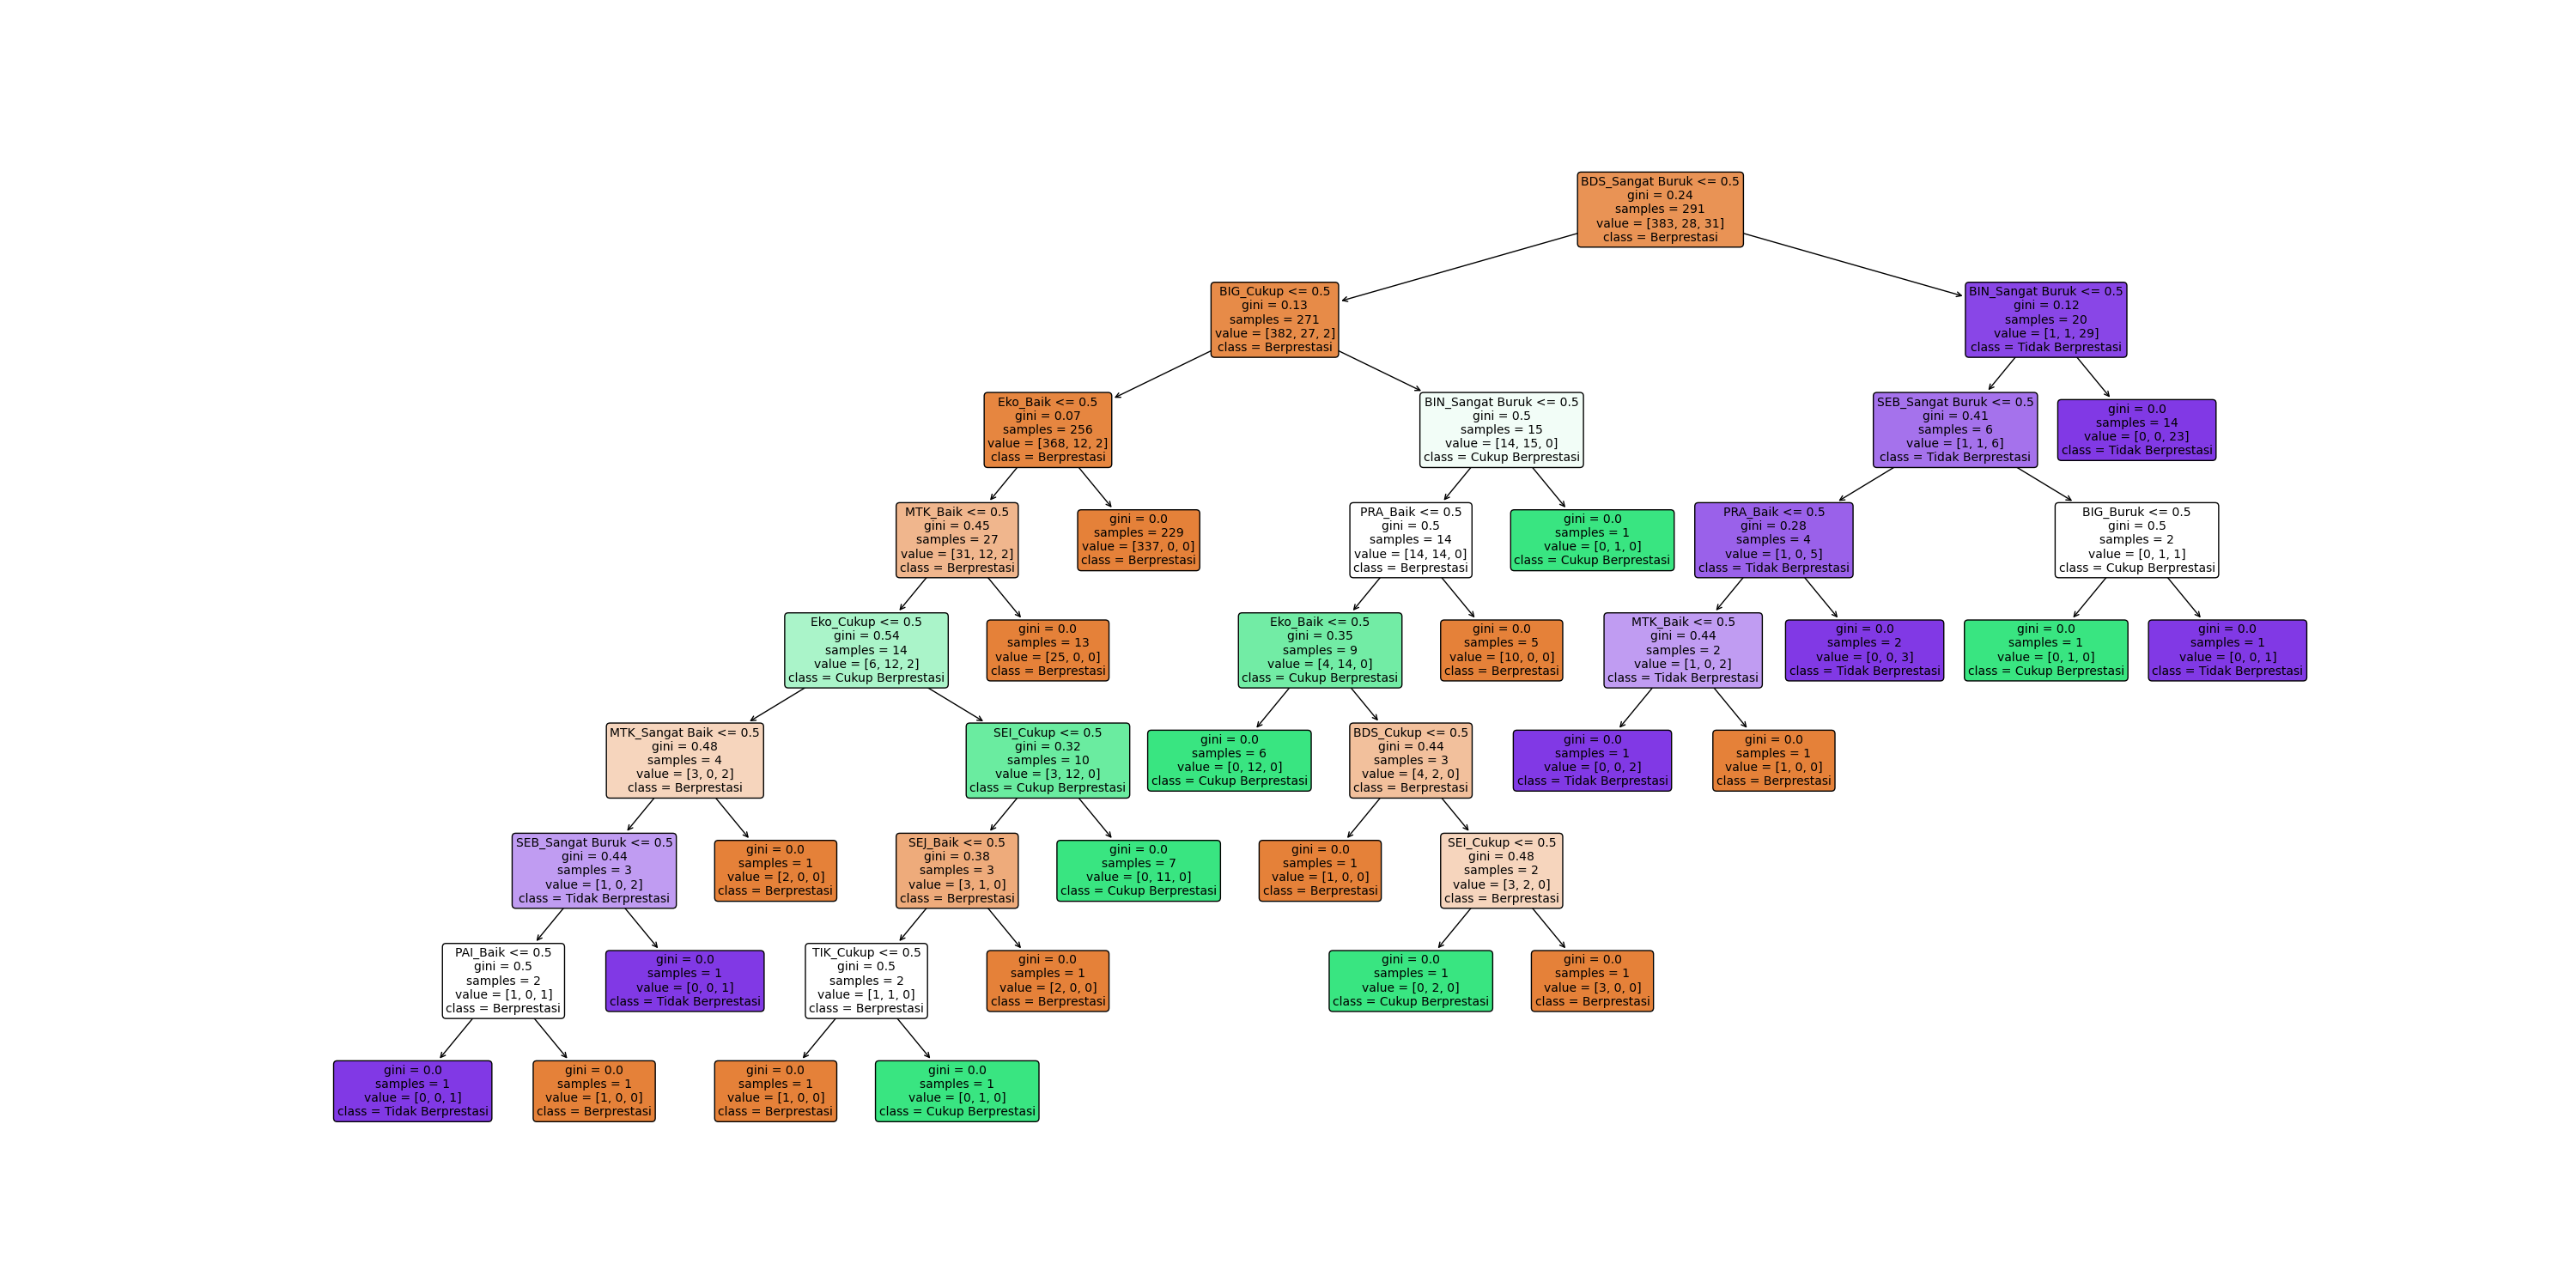 BDS_Sangat Buruk <= 0.5
gini = 0.24
samples = 291
value = [383, 28, 31]
class = Berprestasi
BIG_Cukup <= 0.5
gini = 0.13
samples = 271
value = [382, 27, 2]
class = Berprestasi
BIN_Sangat Buruk <= 0.5
gini = 0.12
samples = 20
value = [1, 1, 29]
class = Tidak Berprestasi
Eko_Baik <= 0.5
gini = 0.07
samples = 256
value = [368, 12, 2]
class = Berprestasi
BIN_Sangat Buruk <= 0.5
gini = 0.5
samples = 15
value = [14, 15, 0]
class = Cukup Berprestasi
SEB_Sangat Buruk <= 0.5
gini = 0.41
samples = 6
value = [1, 1, 6]
class = Tidak Berprestasi
gini = 0.0
samples = 14
value = [0, 0, 23]
class = Tidak Berprestasi
MTK_Baik <= 0.5
gini = 0.45
samples = 27
value = [31, 12, 2]
class = Berprestasi
gini = 0.0
samples = 229
value = [337, 0, 0]
class = Berprestasi
PRA_Baik <= 0.5
gini = 0.5
samples = 14
value = [14, 14, 0]
class = Berprestasi
gini = 0.0
samples = 1
value = [0, 1, 0]
class = Cukup Berprestasi
PRA_Baik <= 0.5
gini = 0.28
samples = 4
value = [1, 0, 5]
class = Tidak Berprestasi
BIG_Buruk <= 0.5
gini = 0.5
samples = 2
value = [0, 1, 1]
class = Cukup Berprestasi
Eko_Cukup <= 0.5
gini = 0.54
samples = 14
value = [6, 12, 2]
class = Cukup Berprestasi
gini = 0.0
samples = 13
value = [25, 0, 0]
class = Berprestasi
Eko_Baik <= 0.5
gini = 0.35
samples = 9
value = [4, 14, 0]
class = Cukup Berprestasi
gini = 0.0
samples = 5
value = [10, 0, 0]
class = Berprestasi
MTK_Baik <= 0.5
gini = 0.44
samples = 2
value = [1, 0, 2]
class = Tidak Berprestasi
gini = 0.0
samples = 2
value = [0, 0, 3]
class = Tidak Berprestasi
gini = 0.0
samples = 1
value = [0, 1, 0]
class = Cukup Berprestasi
gini = 0.0
samples = 1
value = [0, 0, 1]
class = Tidak Berprestasi
MTK_Sangat Baik <= 0.5
gini = 0.48
samples = 4
value = [3, 0, 2]
class = Berprestasi
SEI_Cukup <= 0.5
gini = 0.32
samples = 10
value = [3, 12, 0]
class = Cukup Berprestasi
gini = 0.0
samples = 6
value = [0, 12, 0]
class = Cukup Berprestasi
BDS_Cukup <= 0.5
gini = 0.44
samples = 3
value = [4, 2, 0]
class = Berprestasi
gini = 0.0
samples = 1
value = [0, 0, 2]
class = Tidak Berprestasi
gini = 0.0
samples = 1
value = [1, 0, 0]
class = Berprestasi
SEB_Sangat Buruk <= 0.5
gini = 0.44
samples = 3
value = [1, 0, 2]
class = Tidak Berprestasi
gini = 0.0
samples = 1
value = [2, 0, 0]
class = Berprestasi
SEJ_Baik <= 0.5
gini = 0.38
samples = 3
value = [3, 1, 0]
class = Berprestasi
gini = 0.0
samples = 7
value = [0, 11, 0]
class = Cukup Berprestasi
gini = 0.0
samples = 1
value = [1, 0, 0]
class = Berprestasi
SEI_Cukup <= 0.5
gini = 0.48
samples = 2
value = [3, 2, 0]
class = Berprestasi
PAI_Baik <= 0.5
gini = 0.5
samples = 2
value = [1, 0, 1]
class = Berprestasi
gini = 0.0
samples = 1
value = [0, 0, 1]
class = Tidak Berprestasi
TIK_Cukup <= 0.5
gini = 0.5
samples = 2
value = [1, 1, 0]
class = Berprestasi
gini = 0.0
samples = 1
value = [2, 0, 0]
class = Berprestasi
gini = 0.0
samples = 1
value = [0, 2, 0]
class = Cukup Berprestasi
gini = 0.0
samples = 1
value = [3, 0, 0]
class = Berprestasi
gini = 0.0
samples = 1
value = [0, 0, 1]
class = Tidak Berprestasi
gini = 0.0
samples = 1
value = [1, 0, 0]
class = Berprestasi
gini = 0.0
samples = 1
value = [1, 0, 0]
class = Berprestasi
gini = 0.0
samples = 1
value = [0, 1, 0]
class = Cukup Berprestasi